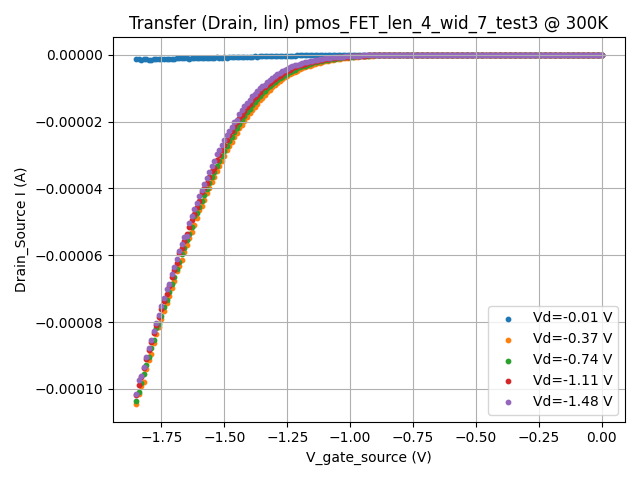 Transfer (Drain, lin) pmos_FET_len_4_wid_7_test3 @ 300K
0.00000
−0.00002
−0.00004
−0.00006
−0.00008
−0.00010
Drain_Source I (A)
Vd=-0.01 V
Vd=-0.37 V
Vd=-0.74 V
Vd=-1.11 V
Vd=-1.48 V
−1.75
−1.50
−1.25
−1.00
−0.75
−0.50
−0.25
0.00
V_gate_source (V)